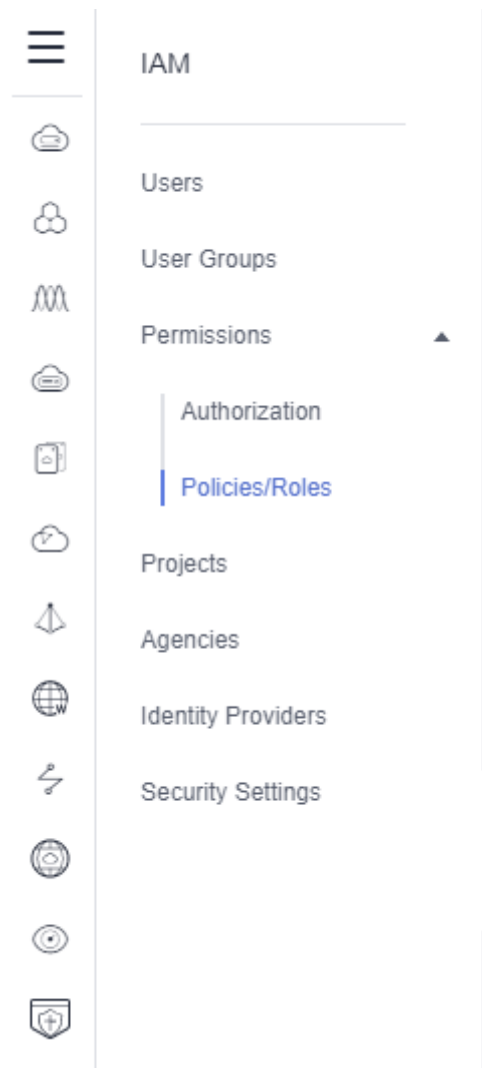 IAM
Users
User Groups
Permissions
Authorization
Policies/Roles
Projects
Agencies
Identity Providers
Security Settings